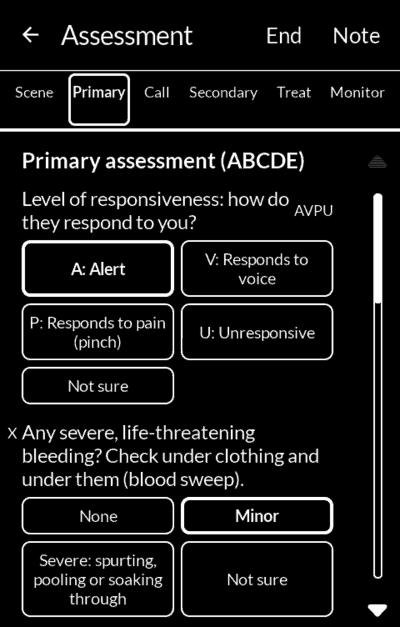 ← Assessment End Note
Scene Primary Call Secondary Treat Monitor
Primary assessment (ABCDE)
Level of responsiveness: how do
they respond to you?
AVPU
A: Alert
V: Responds to
voice
P: Responds to pain
(pinch)
U: Unresponsive
Not sure
X Any severe, life-threatening
bleeding? Check under clothing and
under them (blood sweep).
None
Minor
Severe: spurting,
pooling or soaking
through
Not sure